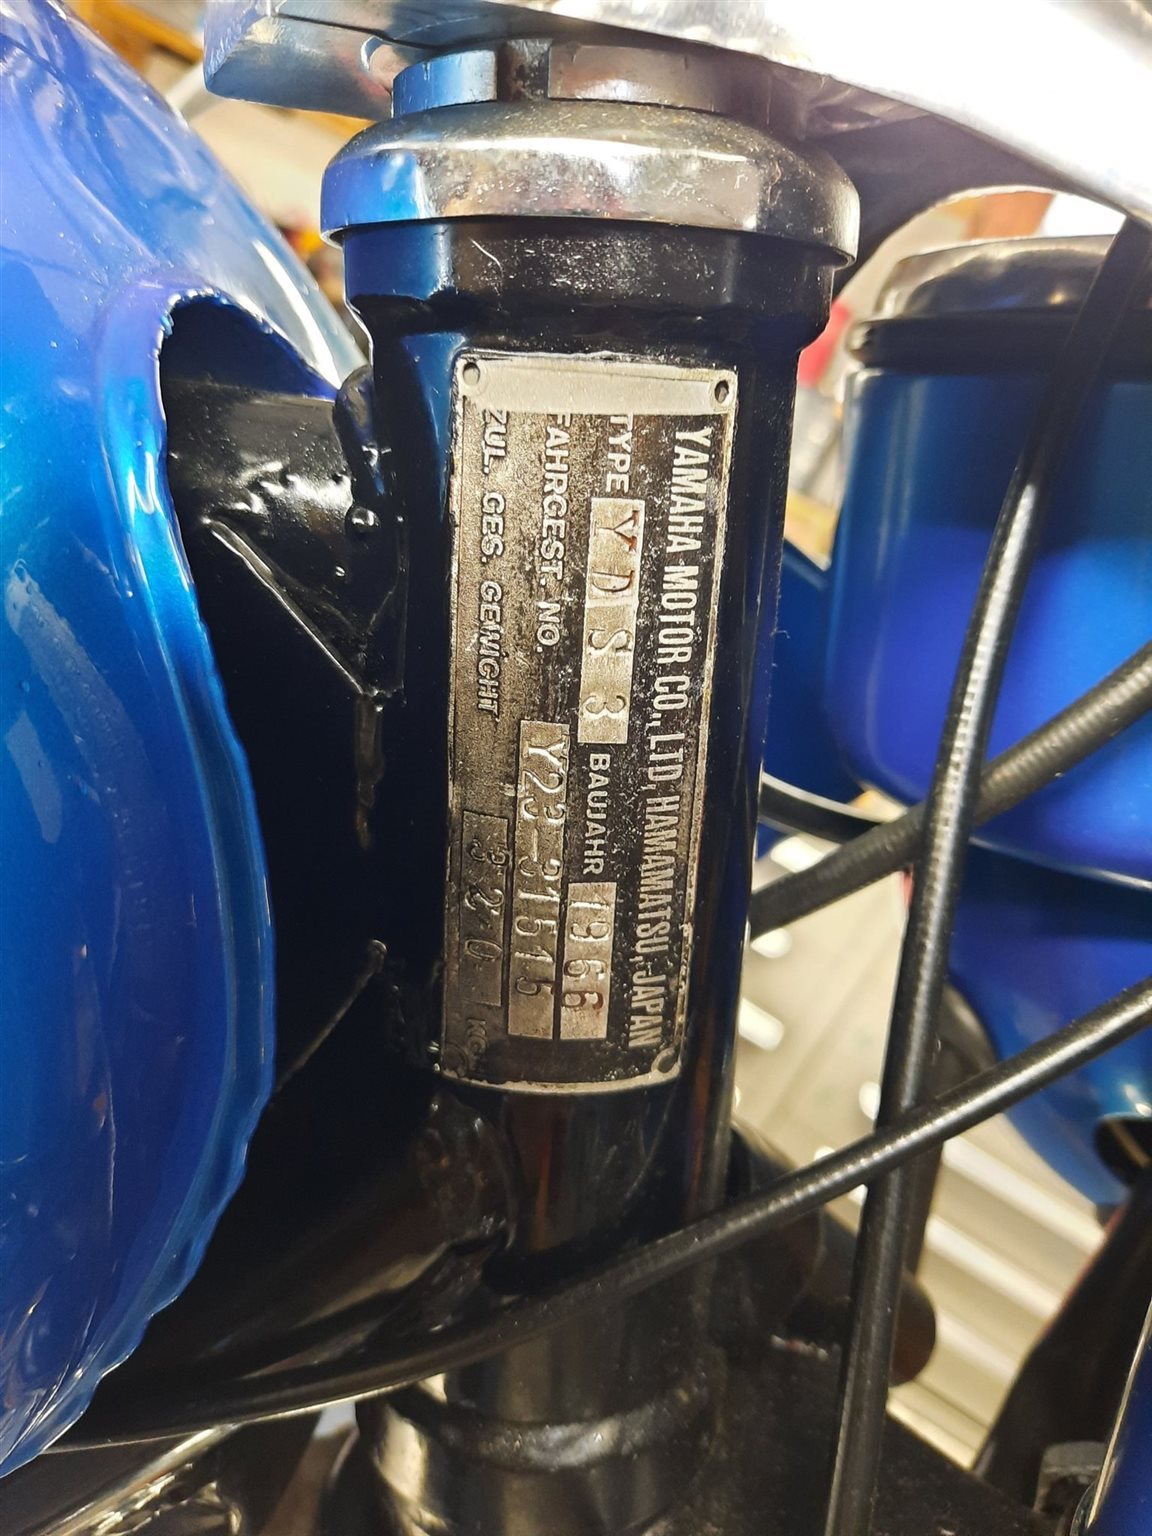 YAMAHA MOTOR CO., LTD, HAMAMATSU, JAPAN
TYPE YDS3 BAUJAHR 1966
FAHRGEST. NO. Y23-31515
ZUL. GES. GEWICHT 320 KG